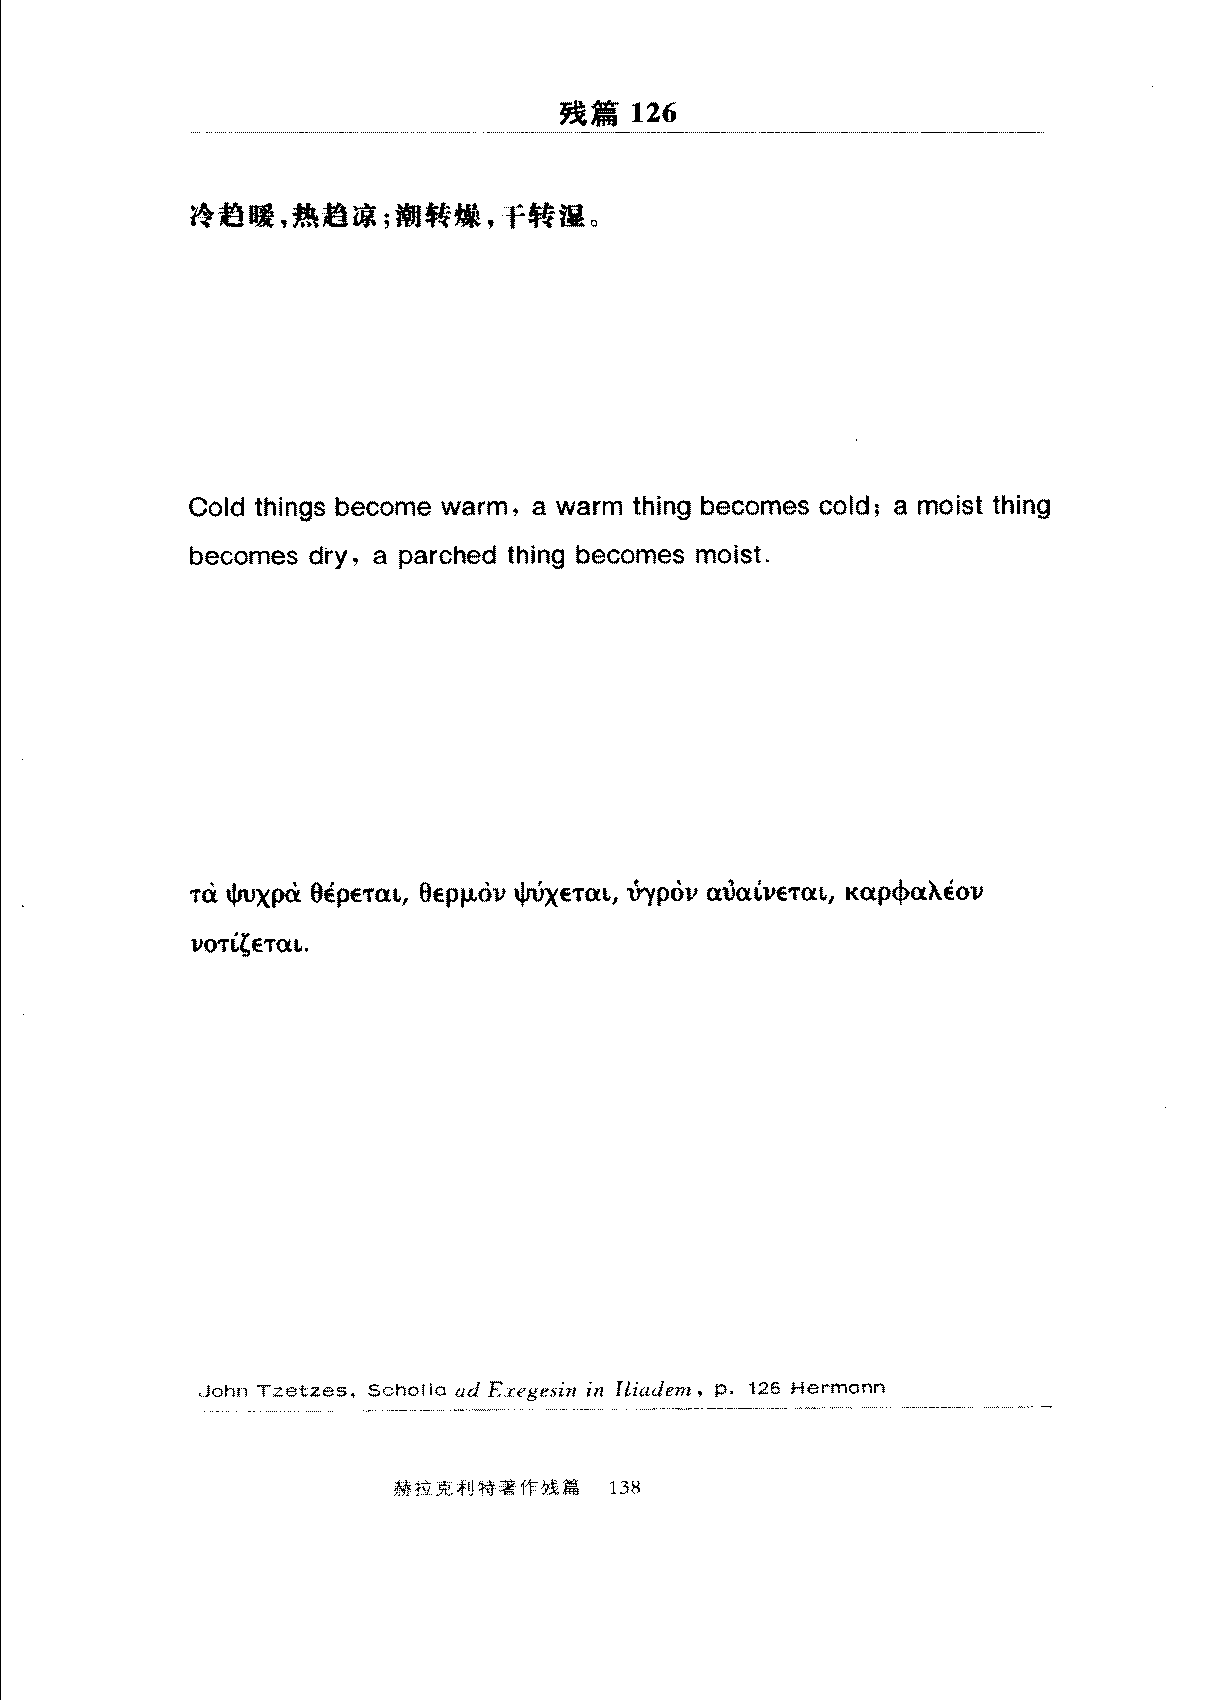 残篇 126
冷趋暖，热趋凉；潮转燥，干转湿。
Cold things become warm, a warm thing becomes cold; a moist thing
becomes dry, a parched thing becomes moist.
τὰ ψυχρὰ θέρεται, θερμὸν ψύχεται, ὑγρὸν αὐαίνεται, καρφαλέον
νοτίζεται.
John Tzetzes, Scholia ad Exegesin in Iliadem, p. 126 Hermann
赫拉克利特著作残篇 138